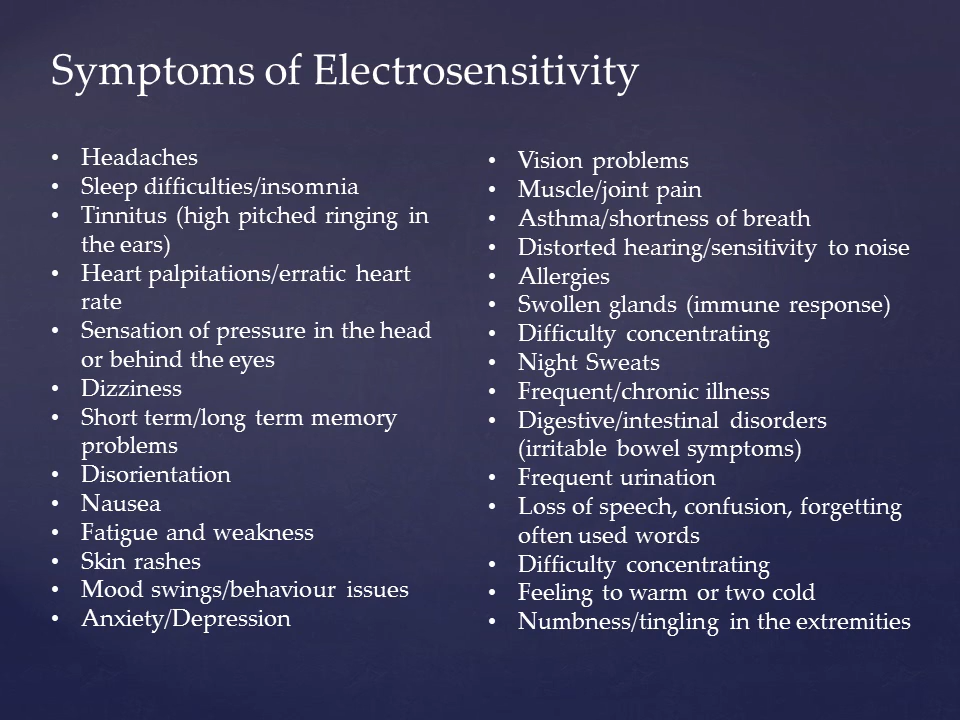 Symptoms of Electrosensitivity
• Headaches
• Sleep difficulties/insomnia
• Tinnitus (high pitched ringing in
the ears)
• Heart palpitations/erratic heart
rate
• Sensation of pressure in the head
or behind the eyes
• Dizziness
• Short term/long term memory
problems
• Disorientation
• Nausea
• Fatigue and weakness
• Skin rashes
• Mood swings/behaviour issues
• Anxiety/Depression
• Vision problems
• Muscle/joint pain
• Asthma/shortness of breath
• Distorted hearing/sensitivity to noise
• Allergies
• Swollen glands (immune response)
• Difficulty concentrating
• Night Sweats
• Frequent/chronic illness
• Digestive/intestinal disorders
(irritable bowel symptoms)
• Frequent urination
• Loss of speech, confusion, forgetting
often used words
• Difficulty concentrating
• Feeling to warm or two cold
• Numbness/tingling in the extremities